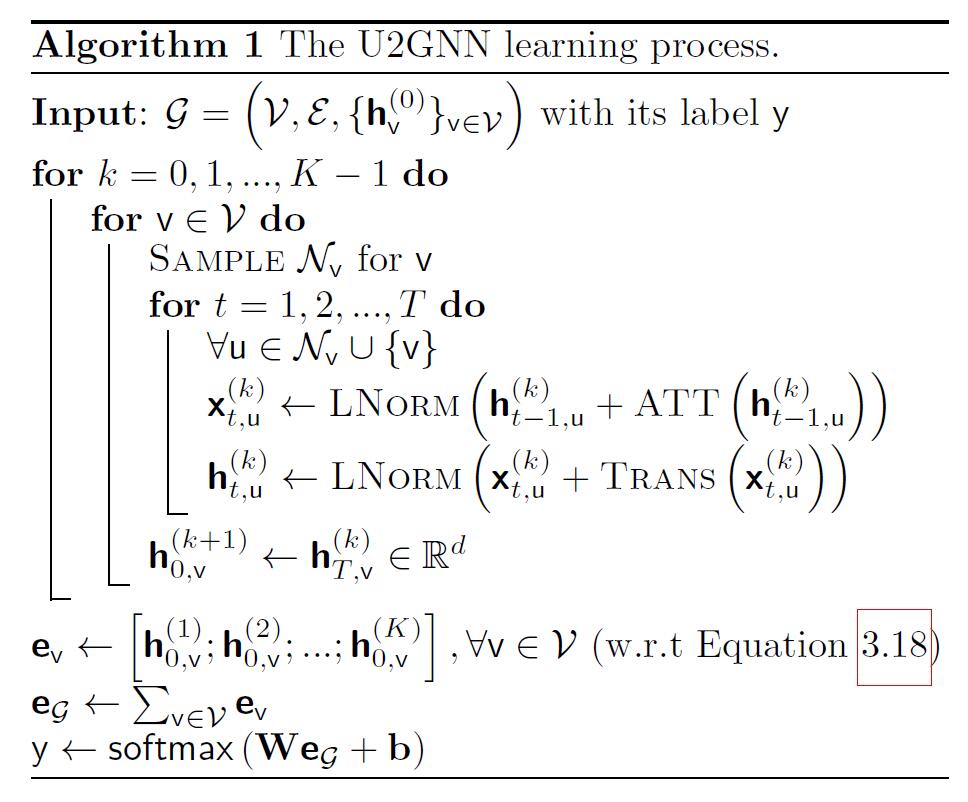 Algorithm 1 The U2GNN learning process.
Input: $\mathcal{G} = \left(\mathcal{V}, \mathcal{E}, \{\mathbf{h}_{\mathsf{v}}^{(0)}\}_{\mathsf{v} \in \mathcal{V}}\right)$ with its label y
for $k = 0, 1, ..., K - 1$ do
for $\mathsf{v} \in \mathcal{V}$ do
SAMPLE $\mathcal{N}_{\mathsf{v}}$ for v
for $t = 1, 2, ..., T$ do
$\forall \mathsf{u} \in \mathcal{N}_{\mathsf{v}} \cup \{\mathsf{v}\}$
$\mathbf{x}_{t,\mathsf{u}}^{(k)} \leftarrow \text{LNORM}\left(\mathbf{h}_{t-1,\mathsf{u}}^{(k)} + \text{ATT}\left(\mathbf{h}_{t-1,\mathsf{u}}^{(k)}\right)\right)$
$\mathbf{h}_{t,\mathsf{u}}^{(k)} \leftarrow \text{LNORM}\left(\mathbf{x}_{t,\mathsf{u}}^{(k)} + \text{TRANS}\left(\mathbf{x}_{t,\mathsf{u}}^{(k)}\right)\right)$
$\mathbf{h}_{0,\mathsf{v}}^{(k+1)} \leftarrow \mathbf{h}_{T,\mathsf{v}}^{(k)} \in \mathbb{R}^d$
$\mathbf{e}_{\mathsf{v}} \leftarrow \left[\mathbf{h}_{0,\mathsf{v}}^{(1)}; \mathbf{h}_{0,\mathsf{v}}^{(2)}; ...; \mathbf{h}_{0,\mathsf{v}}^{(K)}\right], \forall \mathsf{v} \in \mathcal{V}$ (w.r.t Equation 3.18)
$\mathbf{e}_{\mathcal{G}} \leftarrow \sum_{\mathsf{v} \in \mathcal{V}} \mathbf{e}_{\mathsf{v}}$
$\mathsf{y} \leftarrow \mathsf{softmax}\left(\mathbf{W}\mathbf{e}_{\mathcal{G}} + \mathbf{b}\right)$